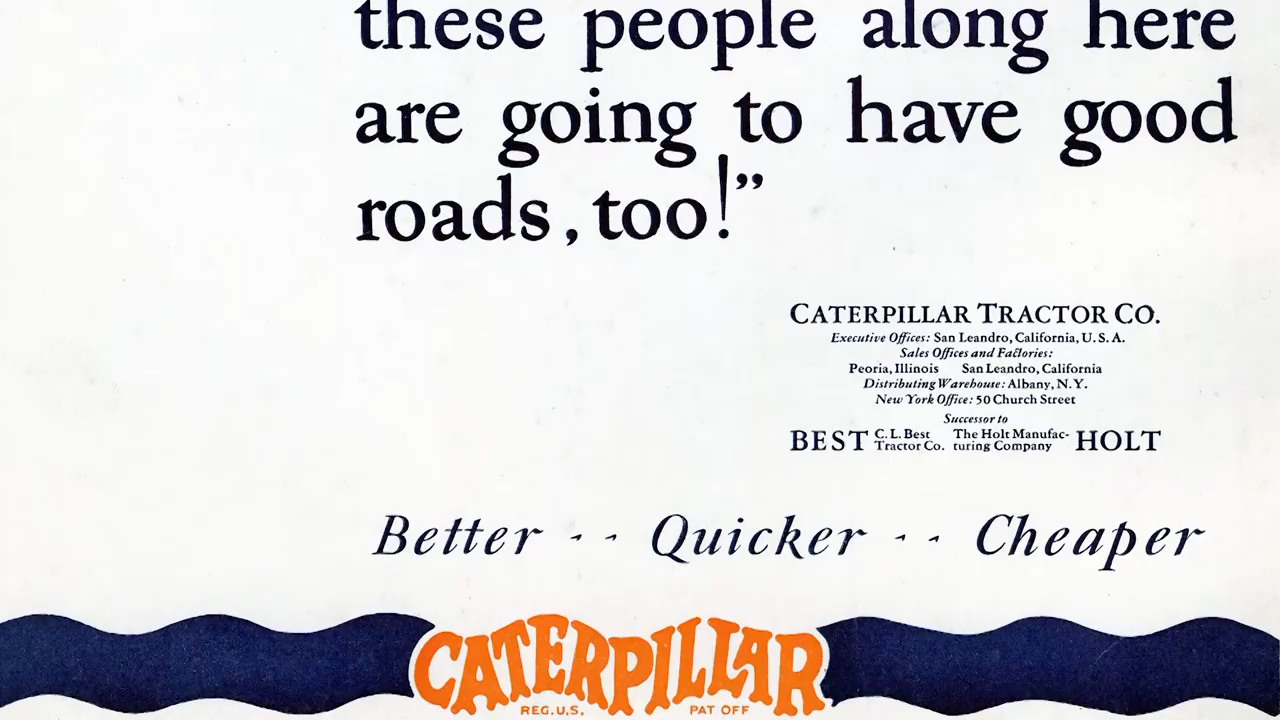 these people along here
are going to have good
roads, too!”
CATERPILLAR TRACTOR CO.
Executive Offices: San Leandro, California, U. S. A.
Sales Offices and Factories:
Peoria, Illinois San Leandro, California
Distributing Warehouse: Albany, N. Y.
New York Office: 50 Church Street
Successor to
BEST C. L. Best Tractor Co. The Holt Manufac-turing Company HOLT
Better - - Quicker - - Cheaper
CATERPILLAR
REG. U.S. PAT OFF